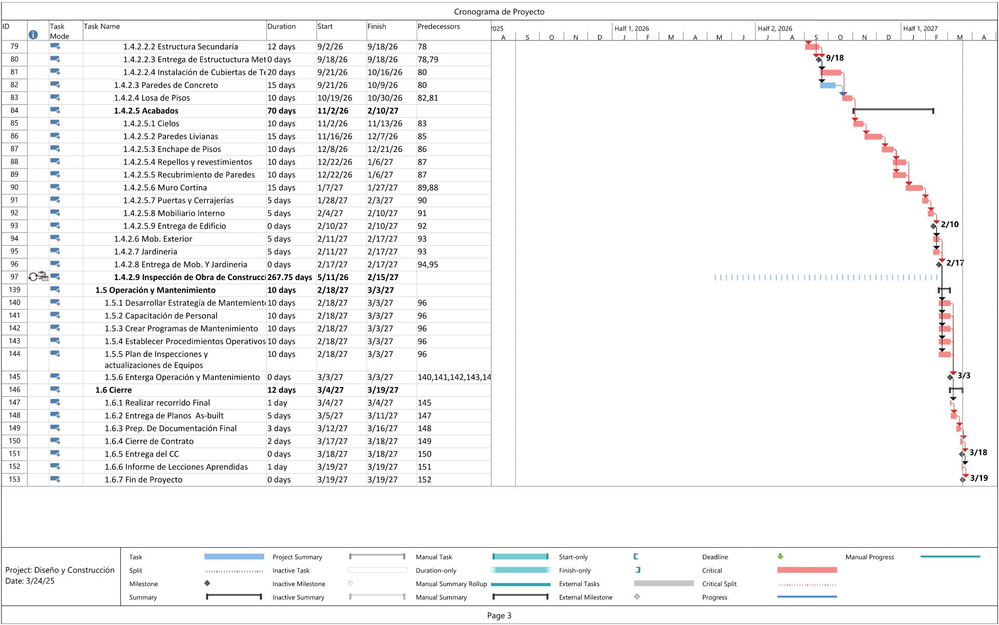 Cronograma de Proyecto
ID Task Mode Task Name Duration Start Finish Predecessors 2025 Half 1, 2026 Half 2, 2026 Half 1, 2027
A S O N D J F M A M J J A S O N D J F M A
79 1.4.2.2.2 Estructura Secundaria 12 days 9/2/26 9/18/26 78
80 1.4.2.2.3 Entrega de Estructuctura Met 0 days 9/18/26 9/18/26 78,79 9/18
81 1.4.2.2.4 Instalación de Cubiertas de Te 20 days 9/21/26 10/16/26 80
82 1.4.2.3 Paredes de Concreto 15 days 9/21/26 10/9/26 80
83 1.4.2.4 Losa de Pisos 10 days 10/19/26 10/30/26 82,81
84 1.4.2.5 Acabados 70 days 11/2/26 2/10/27
85 1.4.2.5.1 Cielos 10 days 11/2/26 11/13/26 83
86 1.4.2.5.2 Paredes Livianas 15 days 11/16/26 12/7/26 85
87 1.4.2.5.3 Enchape de Pisos 10 days 12/8/26 12/21/26 86
88 1.4.2.5.4 Repellos y revestimientos 10 days 12/22/26 1/6/27 87
89 1.4.2.5.5 Recubrimiento de Paredes 10 days 12/22/26 1/6/27 87
90 1.4.2.5.6 Muro Cortina 15 days 1/7/27 1/27/27 89,88
91 1.4.2.5.7 Puertas y Cerrajerías 5 days 1/28/27 2/3/27 90
92 1.4.2.5.8 Mobiliario Interno 5 days 2/4/27 2/10/27 91
93 1.4.2.5.9 Entrega de Edificio 0 days 2/10/27 2/10/27 92 2/10
94 1.4.2.6 Mob. Exterior 5 days 2/11/27 2/17/27 93
95 1.4.2.7 Jardineria 5 days 2/11/27 2/17/27 93
96 1.4.2.8 Entrega de Mob. Y Jardineria 0 days 2/17/27 2/17/27 94,95 2/17
97 1.4.2.9 Inspección de Obra de Construcci 267.75 days 5/11/26 2/15/27
139 1.5 Operación y Mantenimiento 10 days 2/18/27 3/3/27
140 1.5.1 Desarrollar Estrategía de Mantemient 10 days 2/18/27 3/3/27 96
141 1.5.2 Capacitación de Personal 10 days 2/18/27 3/3/27 96
142 1.5.3 Crear Programas de Mantenimiento 10 days 2/18/27 3/3/27 96
143 1.5.4 Establecer Procedimientos Operativos 10 days 2/18/27 3/3/27 96
144 1.5.5 Plan de Inspecciones y 10 days 2/18/27 3/3/27 96
actualizaciones de Equipos
145 1.5.6 Enterga Operación y Mantenimiento 0 days 3/3/27 3/3/27 140,141,142,143,14 3/3
146 1.6 Cierre 12 days 3/4/27 3/19/27
147 1.6.1 Realizar recorrido Final 1 day 3/4/27 3/4/27 145
148 1.6.2 Entrega de Planos As-built 5 days 3/5/27 3/11/27 147
149 1.6.3 Prep. De Documentación Final 3 days 3/12/27 3/16/27 148
150 1.6.4 Cierre de Contrato 2 days 3/17/27 3/18/27 149
151 1.6.5 Entrega del CC 0 days 3/18/27 3/18/27 150 3/18
152 1.6.6 Informe de Lecciones Aprendidas 1 day 3/19/27 3/19/27 151
153 1.6.7 Fin de Proyecto 0 days 3/19/27 3/19/27 152 3/19
Project: Diseño y Construcción
Date: 3/24/25
Task Project Summary Manual Task Start-only Deadline Manual Progress
Split Inactive Task Duration-only Finish-only Critical
Milestone Inactive Milestone Manual Summary Rollup External Tasks Critical Split
Summary Inactive Summary Manual Summary External Milestone Progress
Page 3